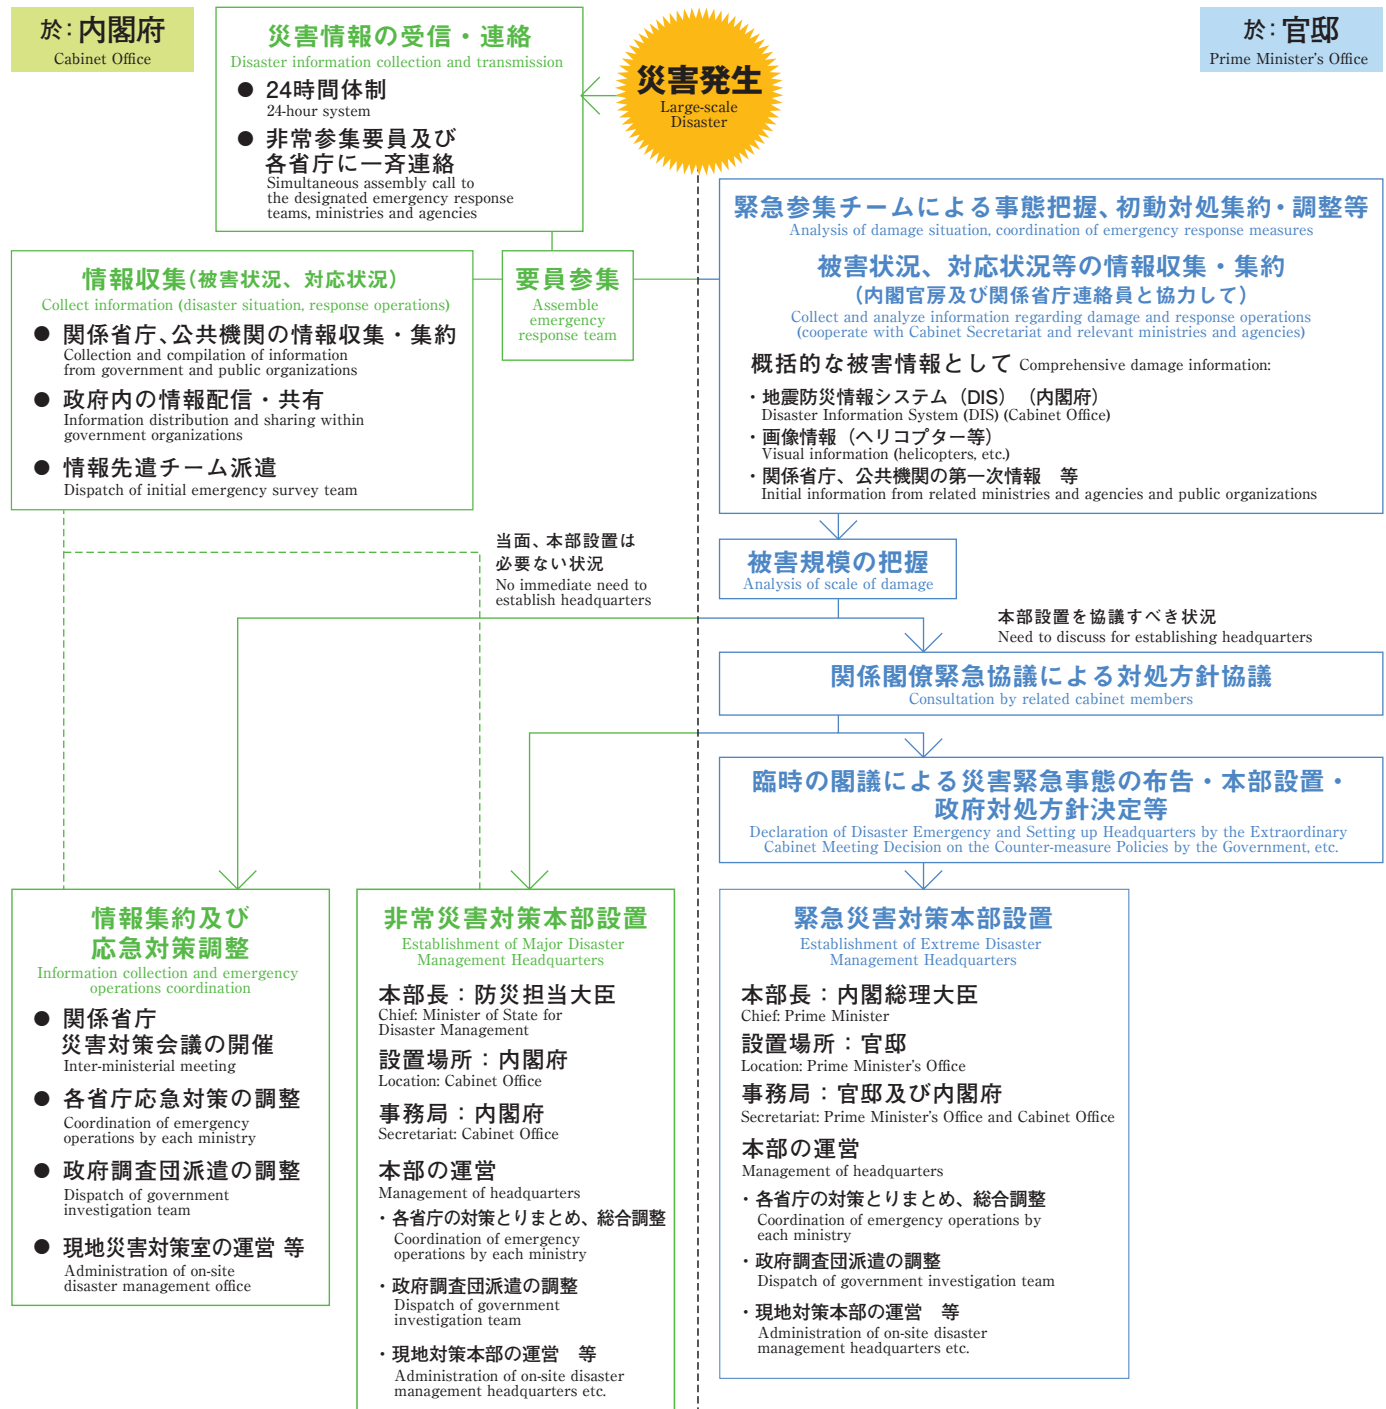 於：内閣府
Cabinet Office
災害情報の受信・連絡
Disaster information collection and transmission
● 24時間体制
24-hour system
● 非常参集要員及び
各省庁に一斉連絡
Simultaneous assembly call to
the designated emergency response
teams, ministries and agencies
災害発生
Large-scale
Disaster
於：官邸
Prime Minister's Office
情報収集（被害状況、対応状況）
Collect information (disaster situation, response operations)
● 関係省庁、公共機関の情報収集・集約
Collection and compilation of information
from government and public organizations
● 政府内の情報配信・共有
Information distribution and sharing within
government organizations
● 情報先遣チーム派遣
Dispatch of initial emergency survey team
要員参集
Assemble
emergency
response team
緊急参集チームによる事態把握、初動対処集約・調整等
Analysis of damage situation, coordination of emergency response measures
被害状況、対応状況等の情報収集・集約
（内閣官房及び関係省庁連絡員と協力して）
Collect and analyze information regarding damage and response operations
(cooperate with Cabinet Secretariat and relevant ministries and agencies)
概括的な被害情報として Comprehensive damage information:
・地震防災情報システム（DIS）（内閣府）
Disaster Information System (DIS) (Cabinet Office)
・画像情報（ヘリコプター等）
Visual information (helicopters, etc.)
・関係省庁、公共機関の第一次情報　等
Initial information from related ministries and agencies and public organizations
当面、本部設置は
必要ない状況
No immediate need to
establish headquarters
被害規模の把握
Analysis of scale of damage
本部設置を協議すべき状況
Need to discuss for establishing headquarters
関係閣僚緊急協議による対処方針協議
Consultation by related cabinet members
臨時の閣議による災害緊急事態の布告・本部設置・
政府対処方針決定等
Declaration of Disaster Emergency and Setting up Headquarters by the Extraordinary
Cabinet Meeting Decision on the Counter-measure Policies by the Government, etc.
情報集約及び
応急対策調整
Information collection and emergency
operations coordination
● 関係省庁
災害対策会議の開催
Inter-ministerial meeting
● 各省庁応急対策の調整
Coordination of emergency
operations by each ministry
● 政府調査団派遣の調整
Dispatch of government
investigation team
● 現地災害対策室の運営 等
Administration of on-site
disaster management office
非常災害対策本部設置
Establishment of Major Disaster
Management Headquarters
本部長：防災担当大臣
Chief: Minister of State for
Disaster Management
設置場所：内閣府
Location: Cabinet Office
事務局：内閣府
Secretariat: Cabinet Office
本部の運営
Management of headquarters
・各省庁の対策とりまとめ、総合調整
Coordination of emergency
operations by each ministry
・政府調査団派遣の調整
Dispatch of government
investigation team
・現地対策本部の運営　等
Administration of on-site disaster
management headquarters etc.
緊急災害対策本部設置
Establishment of Extreme Disaster
Management Headquarters
本部長：内閣総理大臣
Chief: Prime Minister
設置場所：官邸
Location: Prime Minister's Office
事務局：官邸及び内閣府
Secretariat: Prime Minister's Office and Cabinet Office
本部の運営
Management of headquarters
・各省庁の対策とりまとめ、総合調整
Coordination of emergency operations by
each ministry
・政府調査団派遣の調整
Dispatch of government investigation team
・現地対策本部の運営　等
Administration of on-site disaster
management headquarters etc.